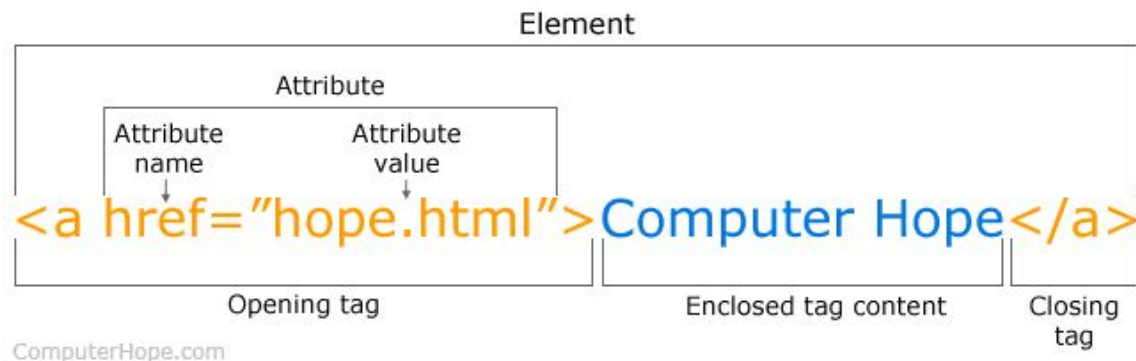 Element
Attribute
Attribute name
Attribute value
<a href=”hope.html”>Computer Hope</a>
Opening tag
Enclosed tag content
Closing tag
ComputerHope.com